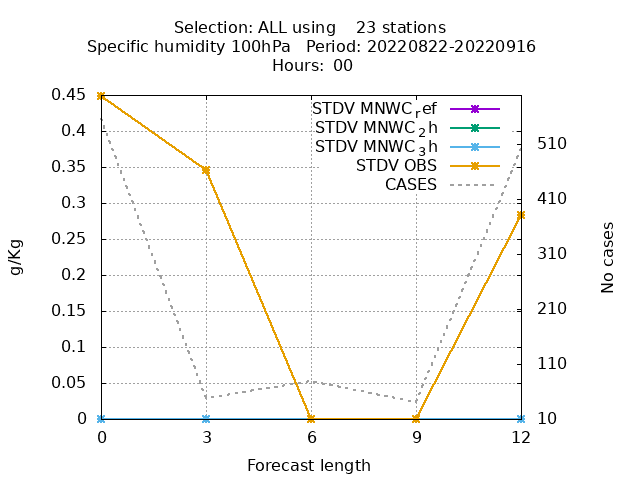 Selection: ALL using    23 stations
Specific humidity 100hPa   Period: 20220822-20220916
Hours:  00
STDV MNWC_ref
STDV MNWC_2h
STDV MNWC_3h
STDV OBS
CASES
0.45
0.4
0.35
0.3
0.25
0.2
0.15
0.1
0.05
0
510
410
310
210
110
10
g/Kg
No cases
0 3 6 9 12
Forecast length